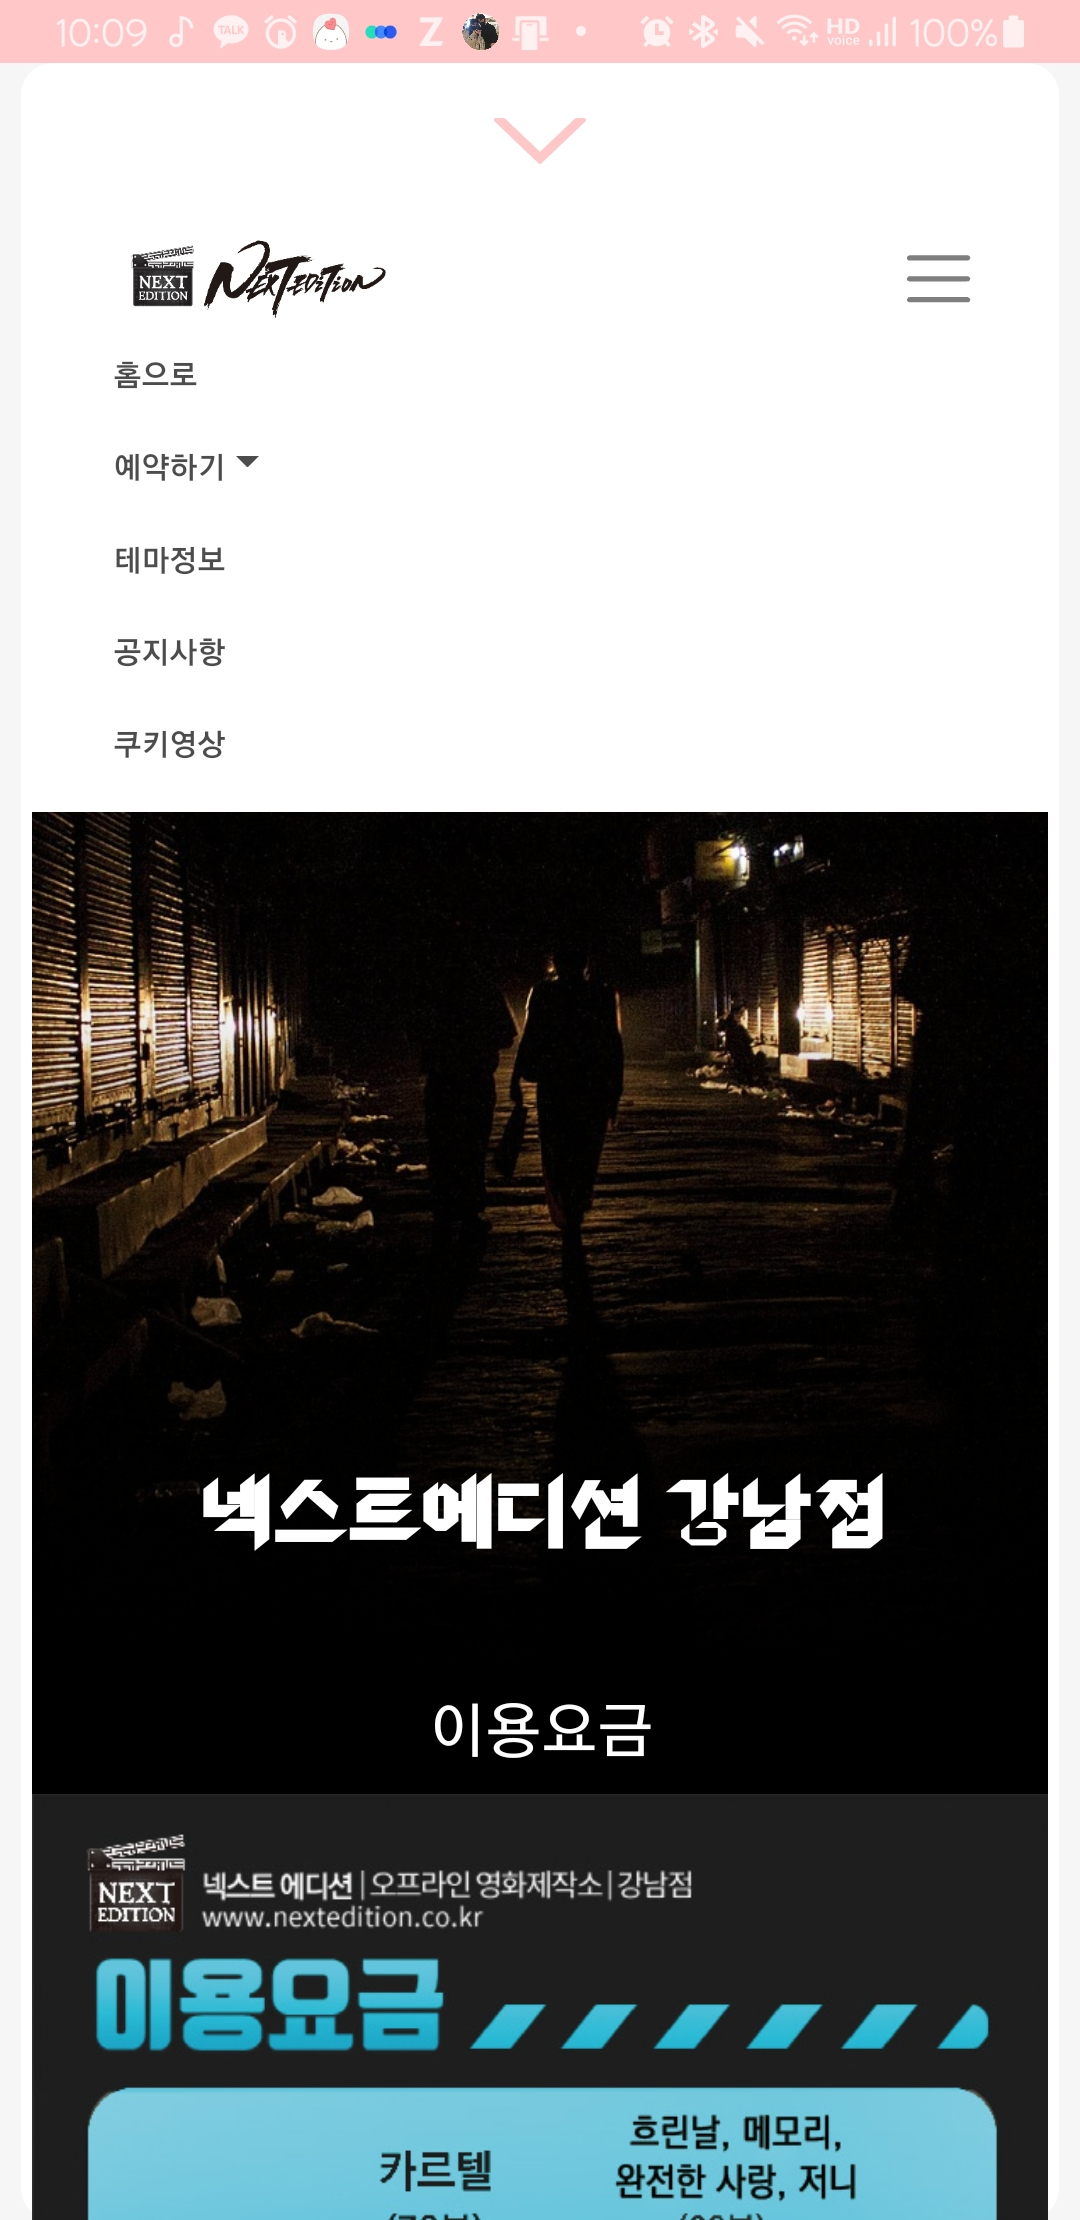 10:09 TALK Z HD voice 100%
NEXT EDITION NEXT EDITION
홈으로
예약하기
테마정보
공지사항
쿠키영상
넥스트에디션 강남점
이용요금
NEXT EDITION
넥스트 에디션 | 오프라인 영화제작소 | 강남점
www.nextedition.co.kr
이용요금
카르텔
흐린날, 메모리,
완전한 사랑, 저니